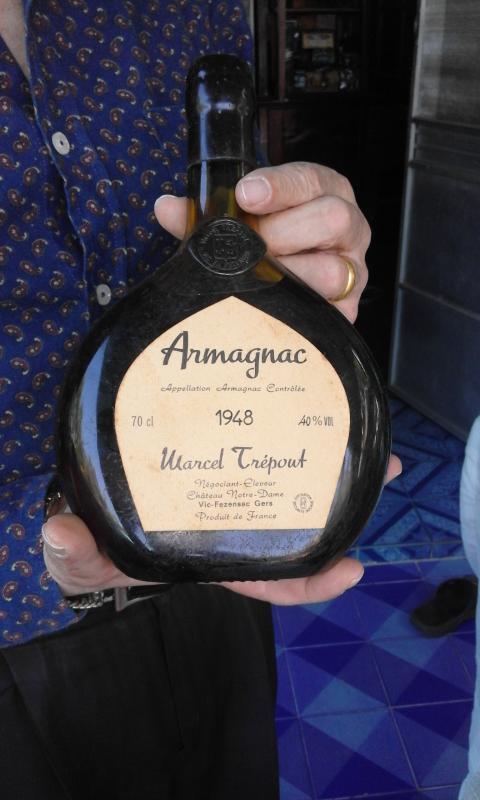 Armagnac
Appellation Armagnac Contrôlée
70 cl 1948 40% VOL
Marcel Trépout
Négociant-Eleveur
Château Notre-Dame
Vic-Fezensac Gers
Produit de France